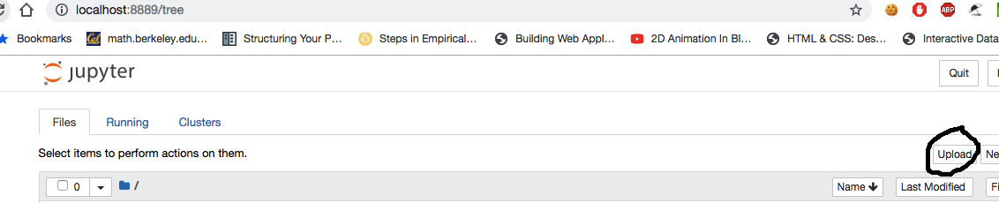 localhost:8889/tree
ABP
Bookmarks Cal math.berkeley.edu... Structuring Your P... Steps in Empirical... Building Web Appl... 2D Animation In Bl... HTML & CSS: Des... Interactive Data
jupyter Quit
Files Running Clusters
Select items to perform actions on them. Upload Ne
0 / Name Last Modified Fi